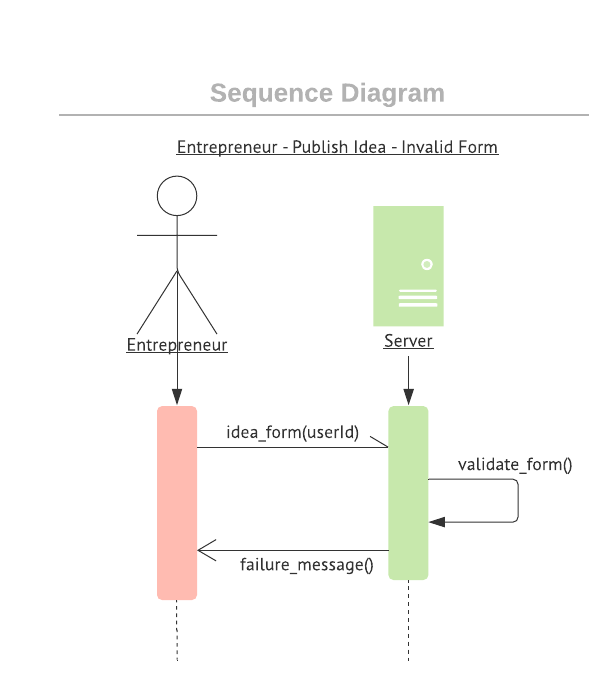 Sequence Diagram
Entrepreneur - Publish Idea - Invalid Form
Entrepreneur
Server
idea_form(userId)
validate_form()
failure_message()